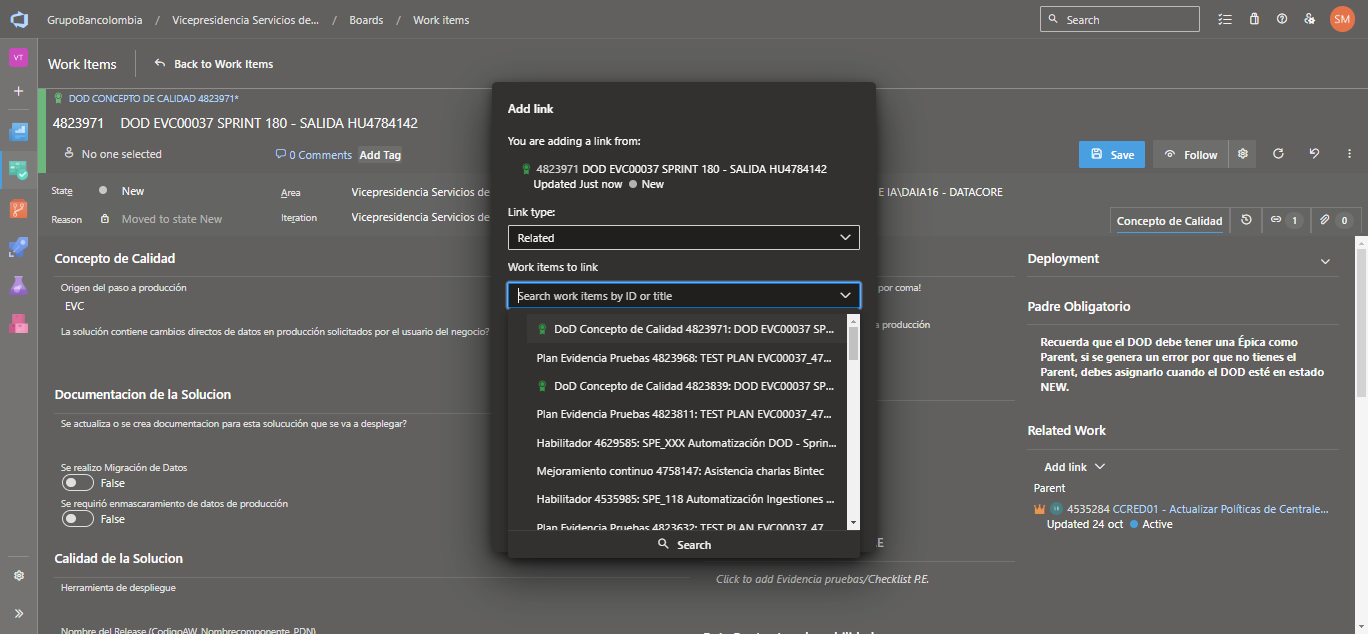 GrupoBancolombia / Vicepresidencia Servicios de... / Boards / Work items
Search
SM
VT
Work Items
Back to Work Items
DOD CONCEPTO DE CALIDAD 4823971*
4823971 DOD EVC00037 SPRINT 180 - SALIDA HU4784142
No one selected
0 Comments
Add Tag
Save
Follow
State
New
Area
Vicepresidencia Servicios de
E IA\DAIA16 - DATACORE
Reason
Moved to state New
Iteration
Vicepresidencia Servicios de
Concepto de Calidad
1
0
Add link
You are adding a link from:
4823971 DOD EVC00037 SPRINT 180 - SALIDA HU4784142
Updated Just now
New
Link type:
Related
Work items to link
Search work items by ID or title
DoD Concepto de Calidad 4823971: DOD EVC00037 SP...
Plan Evidencia Pruebas 4823968: TEST PLAN EVC00037_47...
DoD Concepto de Calidad 4823839: DOD EVC00037 SP...
Plan Evidencia Pruebas 4823811: TEST PLAN EVC00037_47...
Habilitador 4629585: SPE_XXX Automatización DOD - Sprin...
Mejoramiento continuo 4758147: Asistencia charlas Bintec
Habilitador 4535985: SPE_118 Automatización Ingestiones ...
Plan Evidencia Pruebas 4823632: TEST PLAN EVC00037_47
Search
Concepto de Calidad
Origen del paso a producción
EVC
La solución contiene cambios directos de datos en producción solicitados por el usuario del negocio?
Documentacion de la Solucion
Se actualiza o se crea documentacion para esta solucución que se va a desplegar?
Se realizo Migración de Datos
False
Se requirió enmascaramiento de datos de producción
False
Calidad de la Solucion
Herramienta de despliegue
Nombre del Release (CodigoAW_Nombrecomponente_PDN)
por coma!
a producción
E
Click to add Evidencia pruebas/Checklist P.E.
Deployment
Padre Obligatorio
Recuerda que el DOD debe tener una Épica como
Parent, si se genera un error por que no tienes el
Parent, debes asignarlo cuando el DOD esté en estado
NEW.
Related Work
Add link
Parent
4535284 CCRED01 - Actualizar Políticas de Centrale...
Updated 24 oct
Active